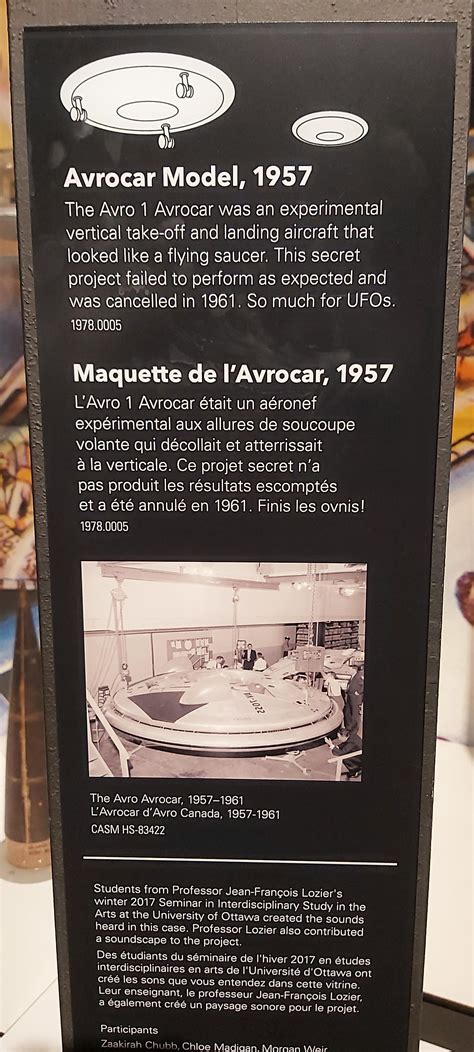 Avrocar Model, 1957
The Avro 1 Avrocar was an experimental
vertical take-off and landing aircraft that
looked like a flying saucer. This secret
project failed to perform as expected and
was cancelled in 1961. So much for UFOs.
1978.0005
Maquette de l'Avrocar, 1957
L'Avro 1 Avrocar était un aéronef
expérimental aux allures de soucoupe
volante qui décollait et atterrissait
à la verticale. Ce projet secret n'a
pas produit les résultats escomptés
et a été annulé en 1961. Finis les ovnis!
1978.0005
The Avro Avrocar, 1957–1961
L'Avrocar d'Avro Canada, 1957-1961
CASM HS-83422
Students from Professor Jean-François Lozier's
winter 2017 Seminar in Interdisciplinary Study in the
Arts at the University of Ottawa created the sounds
heard in this case. Professor Lozier also contributed
a soundscape to the project.
Des étudiants du séminaire de l'hiver 2017 en études
interdisciplinaires en arts de l'Université d'Ottawa ont
créé les sons que vous entendez dans cette vitrine.
Leur enseignant, le professeur Jean-François Lozier,
a également créé un paysage sonore pour le projet.
Participants
Zaakirah Chubb, Chloe Madigan, Morgan Weir